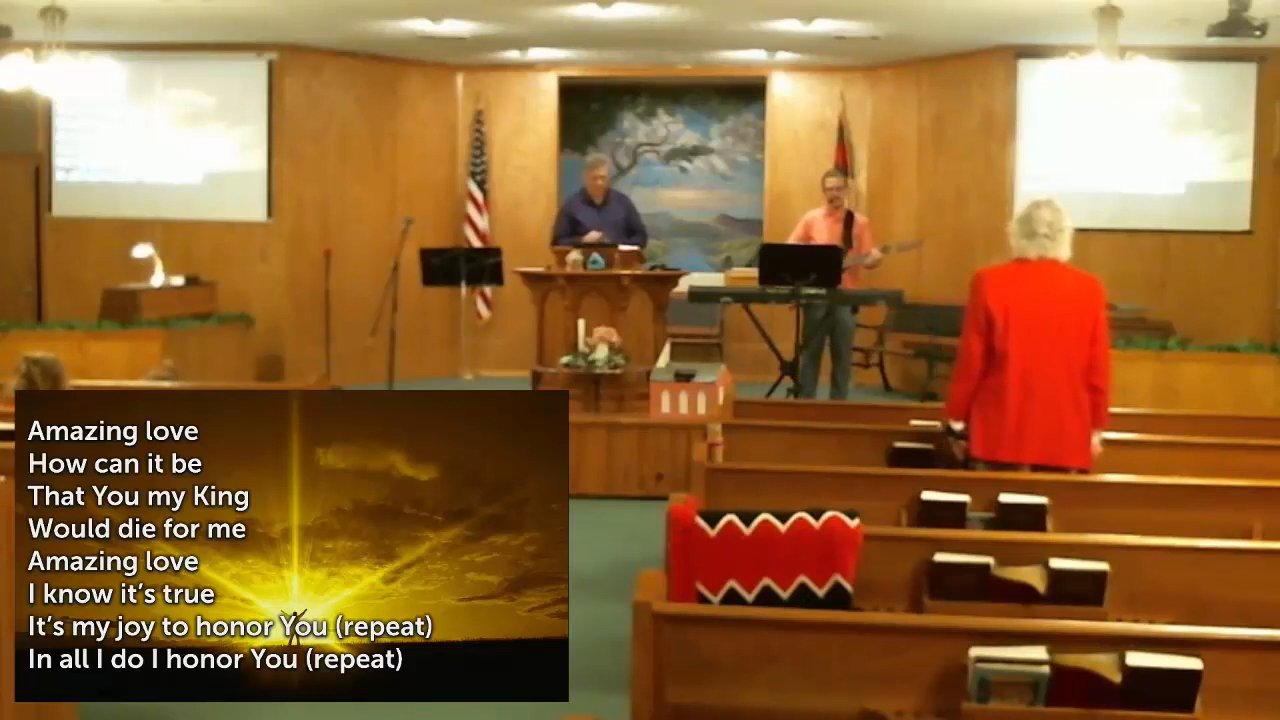 Amazing love
How can it be
That You my King
Would die for me
Amazing love
I know it's true
It's my joy to honor You (repeat)
In all I do I honor You (repeat)